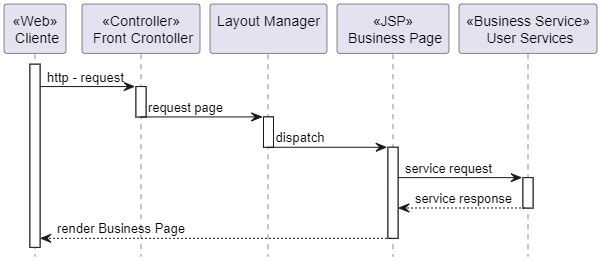 «Web»
Cliente
«Controller»
Front Crontoller
Layout Manager
«JSP»
Business Page
«Business Service»
User Services
http - request
request page
dispatch
service request
service response
render Business Page